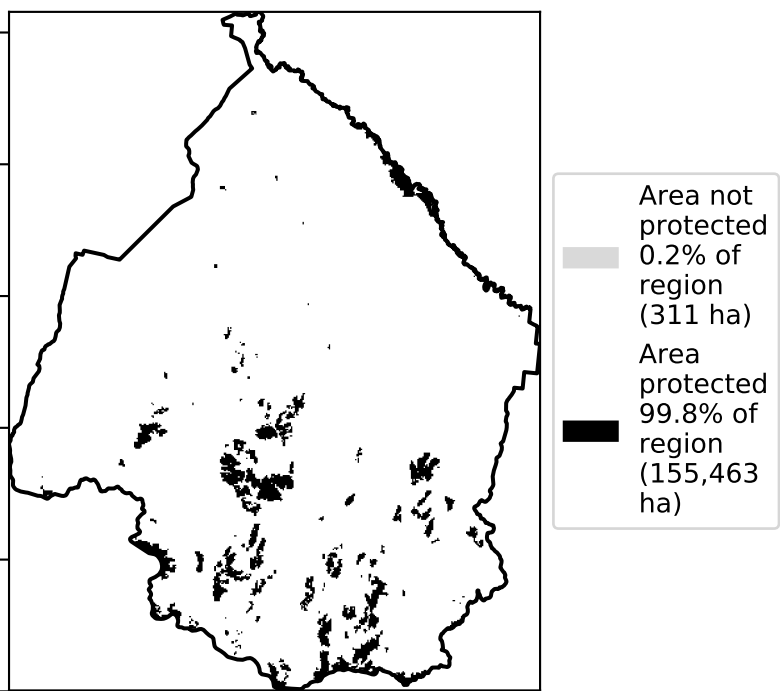 Area not
protected
0.2% of
region
(311 ha)
Area
protected
99.8% of
region
(155,463
ha)